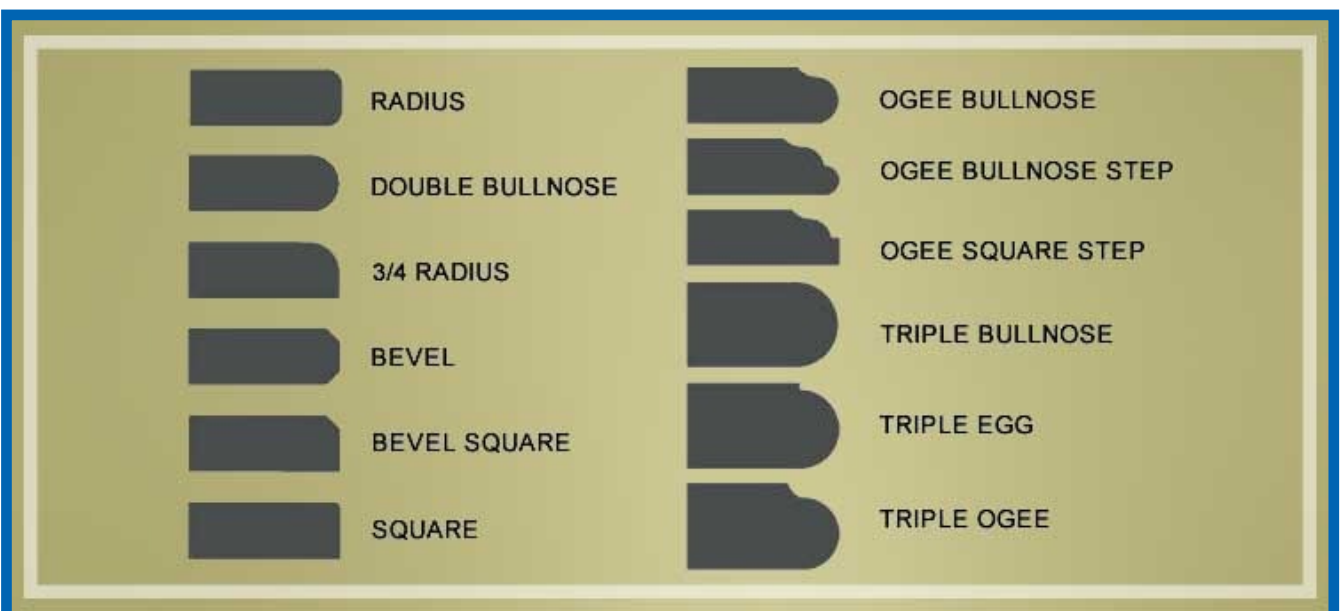 RADIUS
DOUBLE BULLNOSE
3/4 RADIUS
BEVEL
BEVEL SQUARE
SQUARE
OGEE BULLNOSE
OGEE BULLNOSE STEP
OGEE SQUARE STEP
TRIPLE BULLNOSE
TRIPLE EGG
TRIPLE OGEE